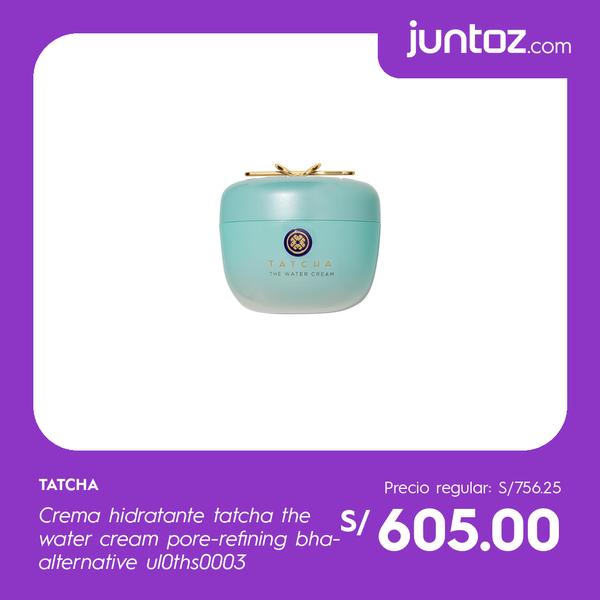 juntoz.com
TATCHA
THE WATER CREAM
TATCHA
Crema hidratante tatcha the
water cream pore-refining bha-
alternative ul0ths0003
Precio regular: S/756.25
S/ 605.00